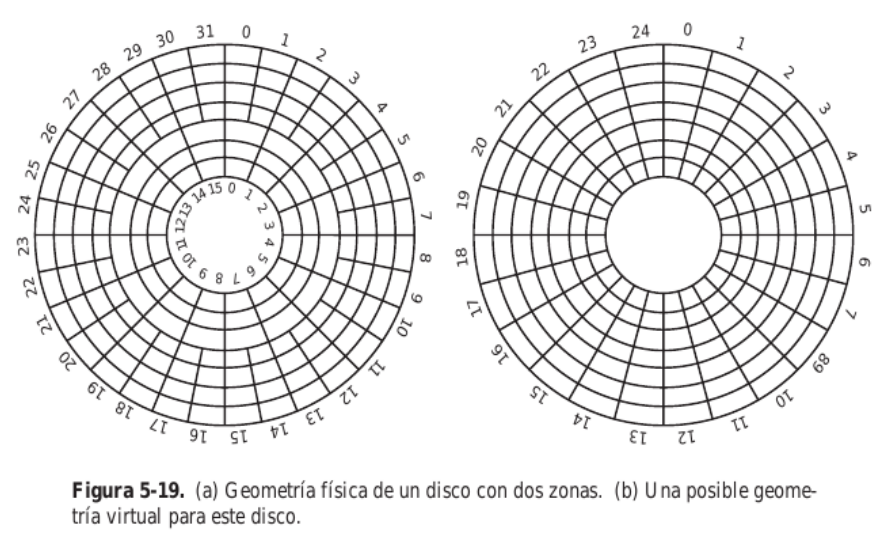 0 1 2 3 4 5 6 7 8 9 10 11 12 13 14 15 16 17 18 19 20 21 22 23 24 25 26 27 28 29 30 31
0 1 2 3 4 5 6 7 8 9 10 11 12 13 14 15
0 1 2 3 4 5 6 7 89 10 11 12 13 14 15 16 17 18 19 20 21 22 23 24
Figura 5-19. (a) Geometría física de un disco con dos zonas. (b) Una posible geome-
tría virtual para este disco.